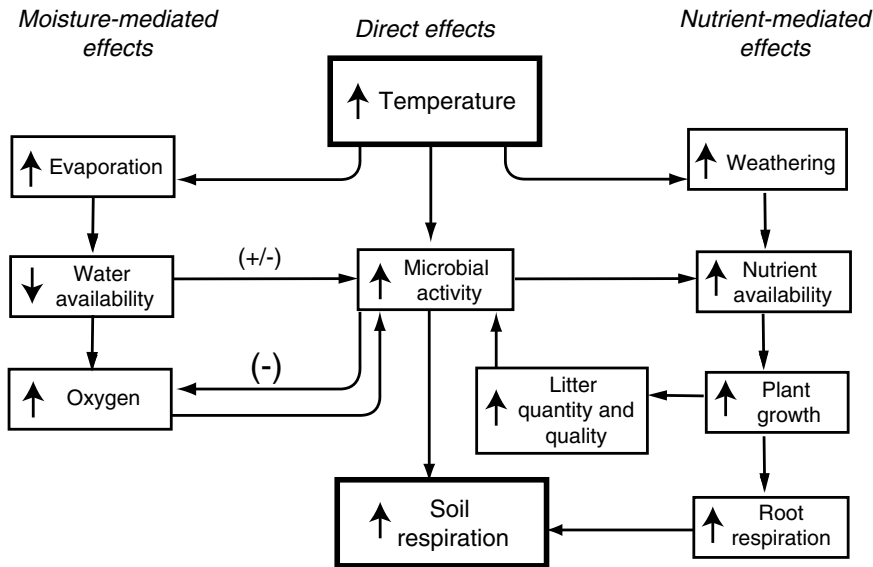 Moisture-mediated
effects
Direct effects
Nutrient-mediated
effects
Temperature
Evaporation
Weathering
Water
availability
(+/-)
Microbial
activity
Nutrient
availability
Oxygen
(-)
Litter
quantity and
quality
Plant
growth
Soil
respiration
Root
respiration